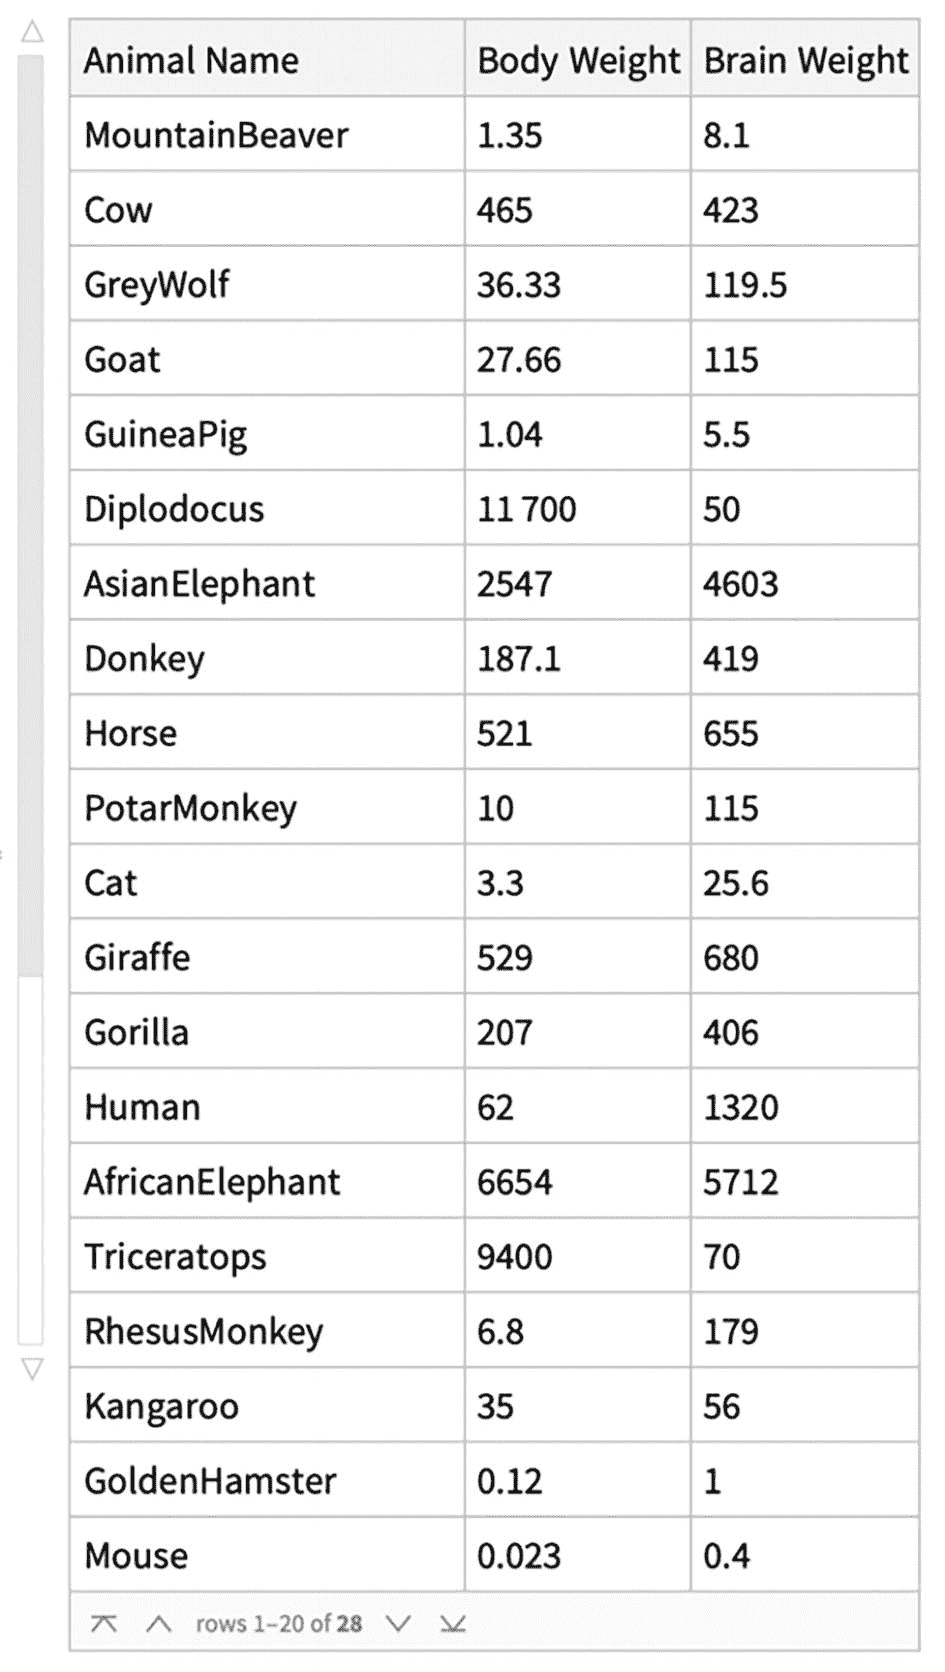 Animal Name Body Weight Brain Weight
MountainBeaver 1.35 8.1
Cow 465 423
GreyWolf 36.33 119.5
Goat 27.66 115
GuineaPig 1.04 5.5
Diplodocus 11 700 50
AsianElephant 2547 4603
Donkey 187.1 419
Horse 521 655
PotarMonkey 10 115
Cat 3.3 25.6
Giraffe 529 680
Gorilla 207 406
Human 62 1320
AfricanElephant 6654 5712
Triceratops 9400 70
RhesusMonkey 6.8 179
Kangaroo 35 56
GoldenHamster 0.12 1
Mouse 0.023 0.4
rows 1–20 of 28